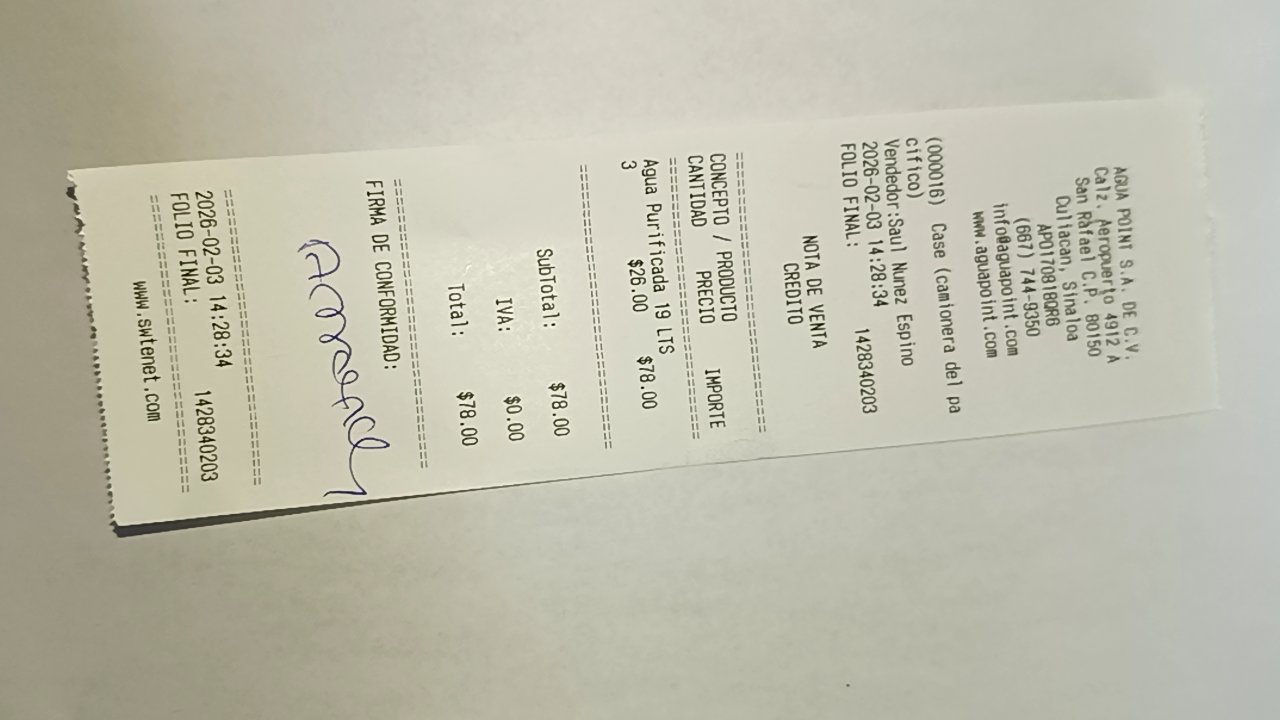 AGUA POINT S.A. DE C.V.
Calz. Aeropuerto 4912 A
San Rafael C.P. 80150
Culiacan, Sinaloa
APO170818QR6
(667) 744-9350
info@aguapoint.com
www.aguapoint.com
(000016) Case (camionera del pa
cifico)
Vendedor:Saul Nunez Espino
2026-02-03 14:28:34
FOLIO FINAL: 1428340203
NOTA DE VENTA
CREDITO
==============================
CONCEPTO / PRODUCTO
CANTIDAD PRECIO IMPORTE
==============================
Agua Purificada 19 LTS
3 $26.00 $78.00
==============================
Subtotal: $78.00
IVA: $0.00
Total: $78.00
==============================
FIRMA DE CONFORMIDAD:
==============================
2026-02-03 14:28:34
FOLIO FINAL: 1428340203
==============================
www.swtenet.com